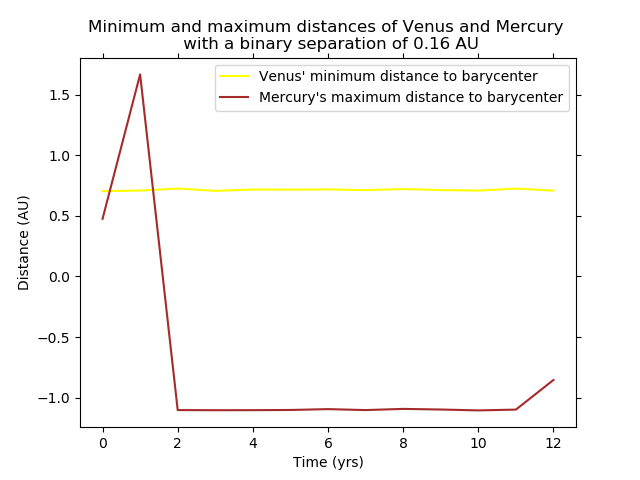 Minimum and maximum distances of Venus and Mercury
with a binary separation of 0.16 AU
Venus' minimum distance to barycenter
Mercury's maximum distance to barycenter
Distance (AU)
1.5
1.0
0.5
0.0
−0.5
−1.0
0 2 4 6 8 10 12
Time (yrs)